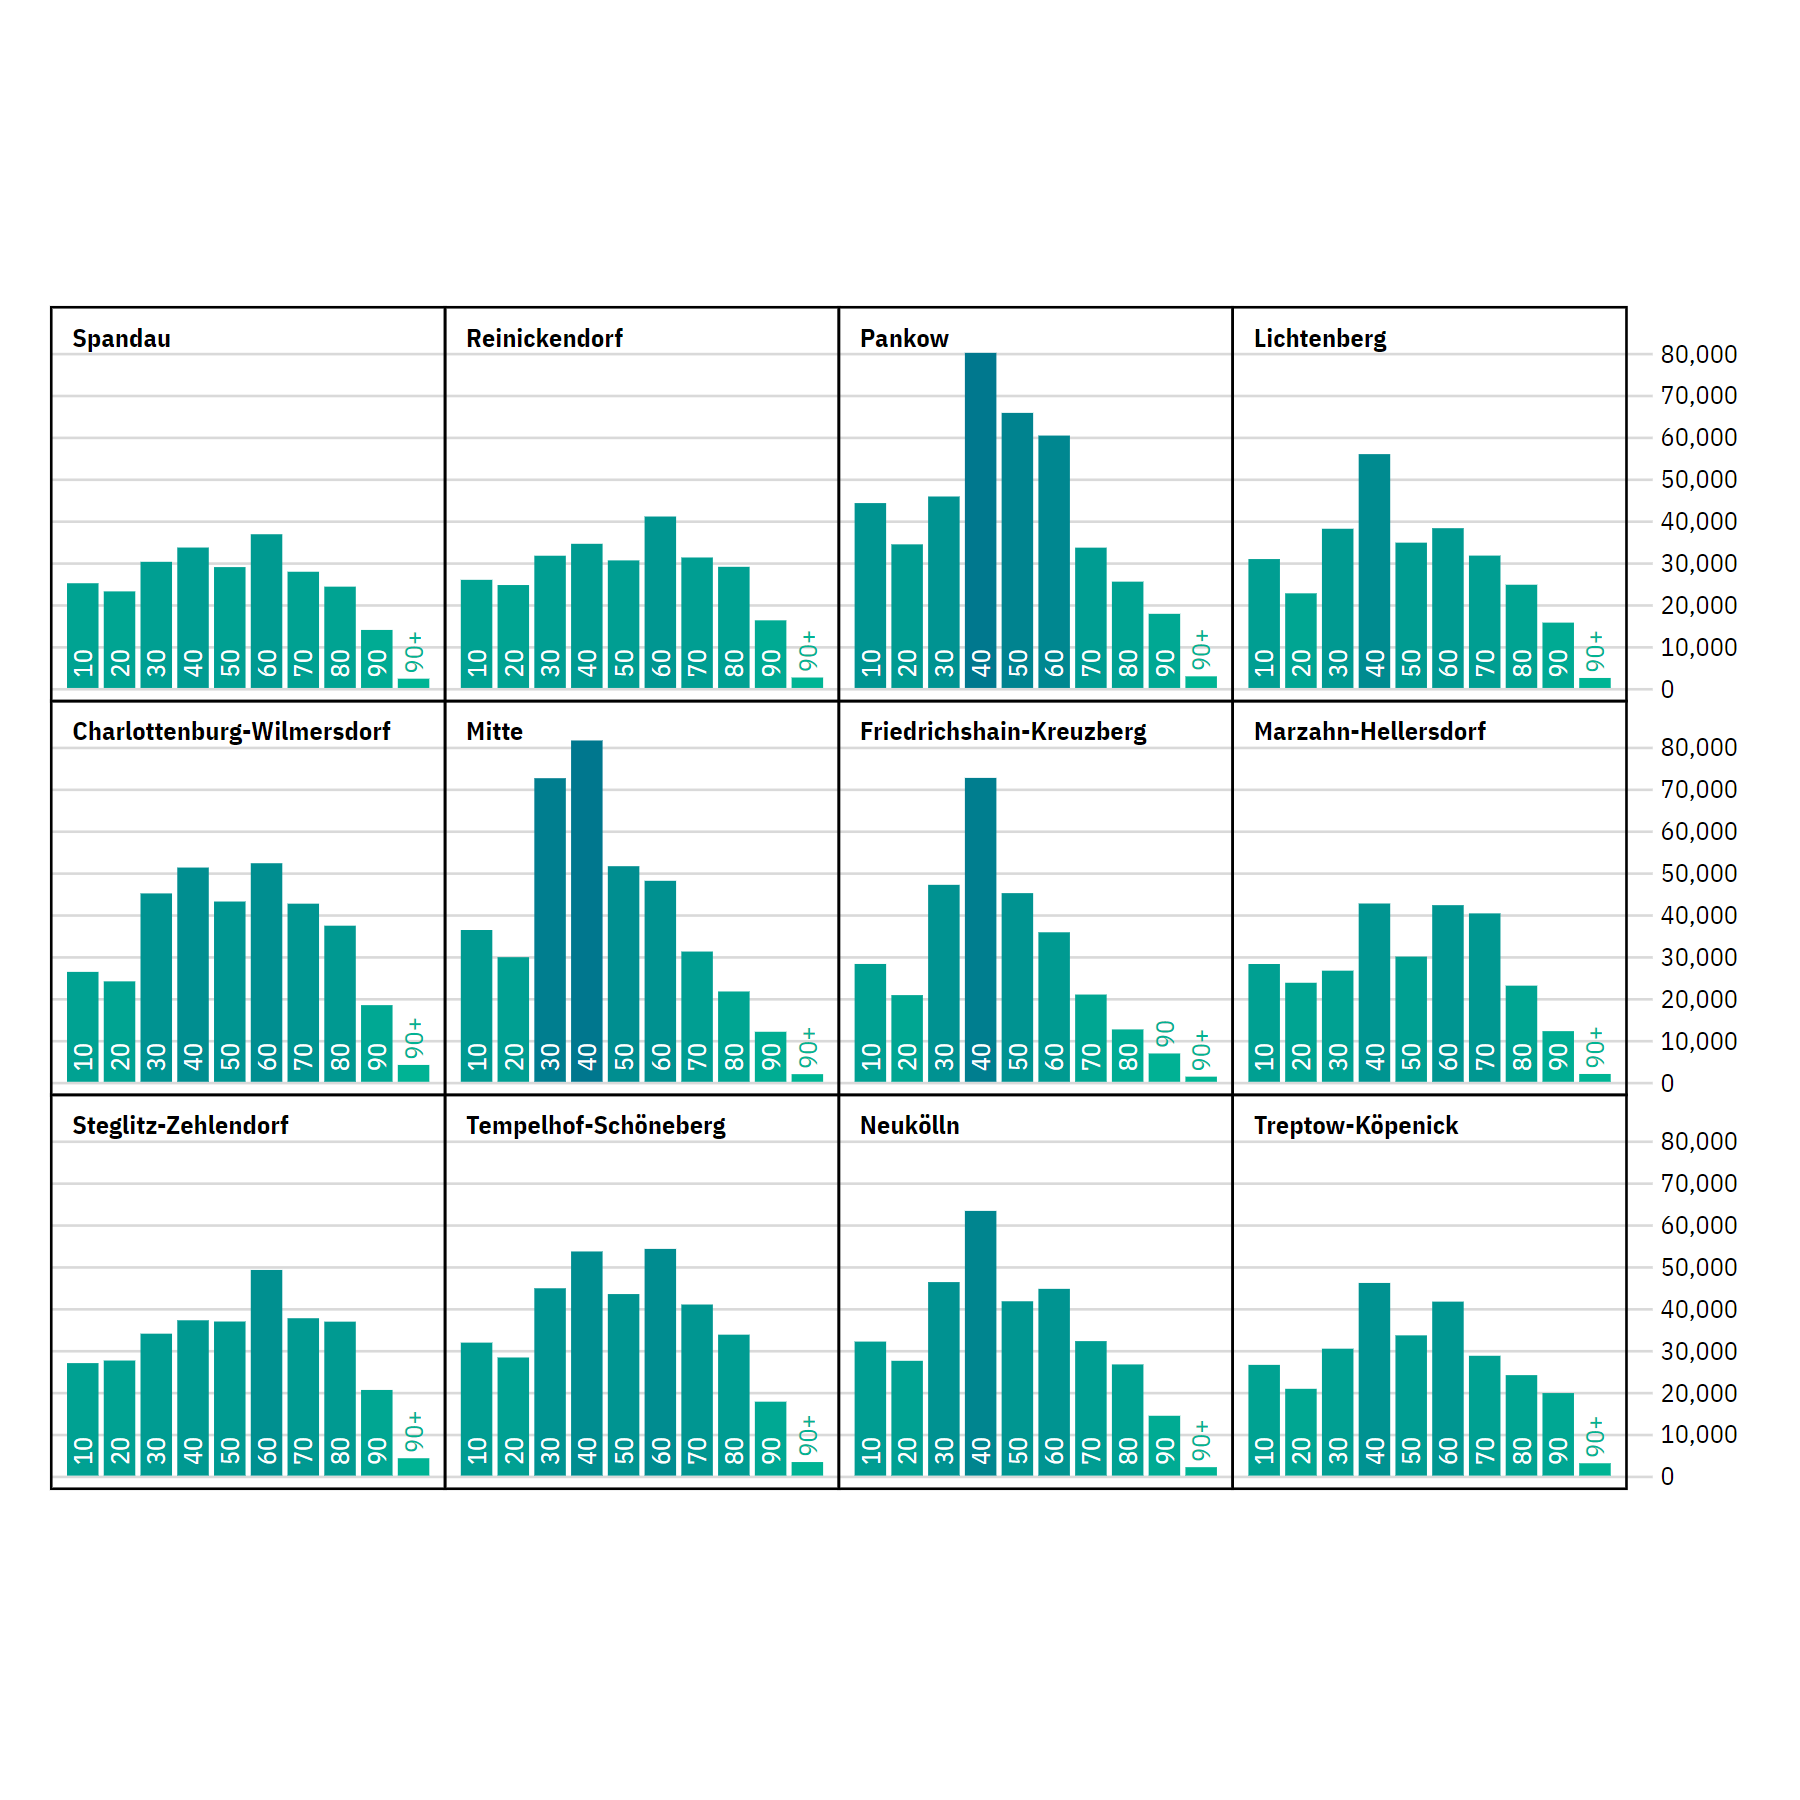 Spandau
10 20 30 40 50 60 70 80 90 90+
Reinickendorf
10 20 30 40 50 60 70 80 90 90+
Pankow
10 20 30 40 50 60 70 80 90 90+
Lichtenberg
10 20 30 40 50 60 70 80 90 90+
80,000
70,000
60,000
50,000
40,000
30,000
20,000
10,000
0
Charlottenburg-Wilmersdorf
10 20 30 40 50 60 70 80 90 90+
Mitte
10 20 30 40 50 60 70 80 90 90+
Friedrichshain-Kreuzberg
10 20 30 40 50 60 70 80 90 90+
Marzahn-Hellersdorf
10 20 30 40 50 60 70 80 90 90+
80,000
70,000
60,000
50,000
40,000
30,000
20,000
10,000
0
Steglitz-Zehlendorf
10 20 30 40 50 60 70 80 90 90+
Tempelhof-Schöneberg
10 20 30 40 50 60 70 80 90 90+
Neukölln
10 20 30 40 50 60 70 80 90 90+
Treptow-Köpenick
10 20 30 40 50 60 70 80 90 90+
80,000
70,000
60,000
50,000
40,000
30,000
20,000
10,000
0